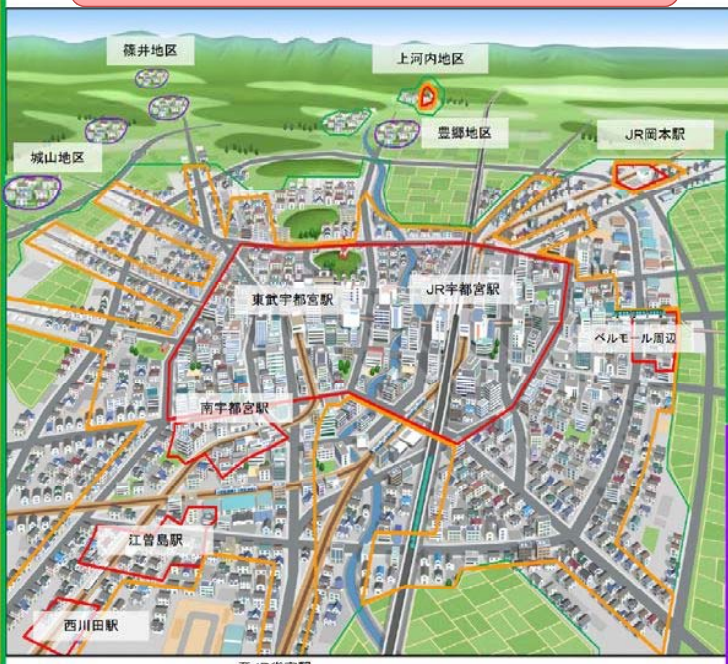 篠井地区
上河内地区
豊郷地区
JR岡本駅
城山地区
東武宇都宮駅
JR宇都宮駅
ベルモール周辺
南宇都宮駅
江曽島駅
西川田駅